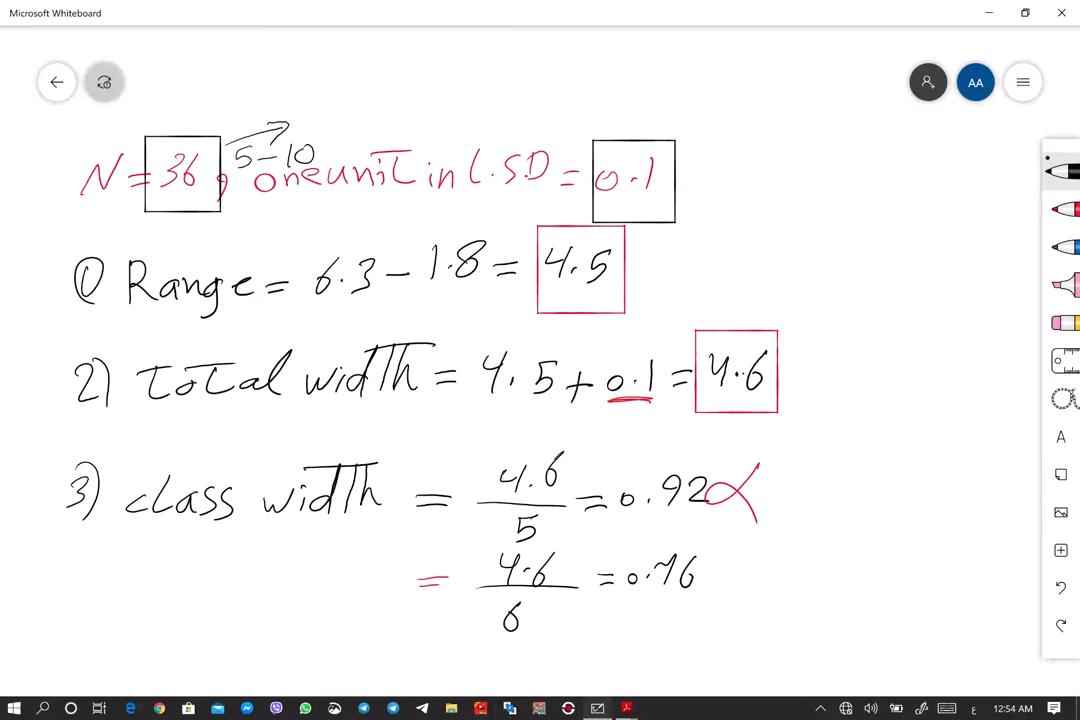 Microsoft Whiteboard
AA
5-10
N = 36, one unit in L.S.D = 0.1
① Range = 6.3 - 1.8 = 4.5
2) total width = 4.5 + 0.1 = 4.6
3) class width = 4.6/5 = 0.92
= 4.6/6 = 0.76
A
12:54 AM
ع